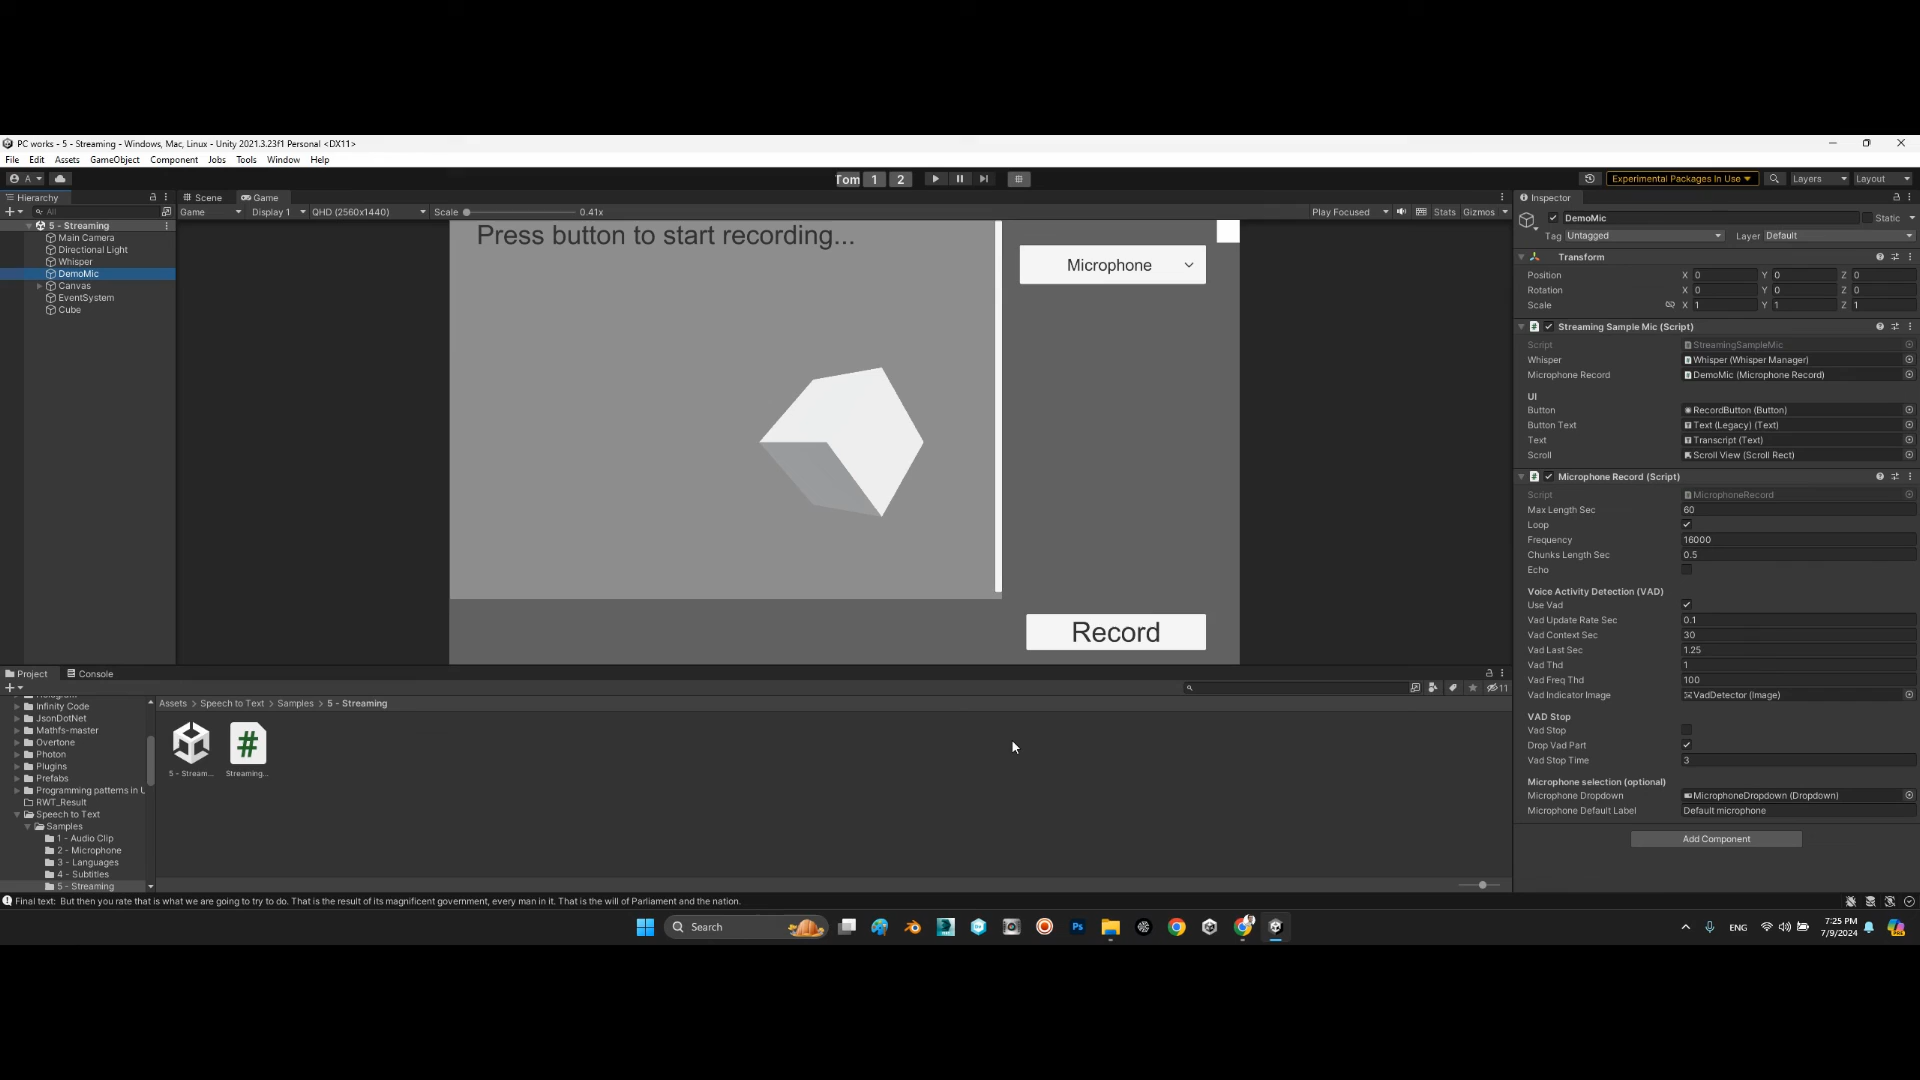 PC works - 5 - Streaming - Windows, Mac, Linux - Unity 2021.3.23f1 Personal <DX11>
File Edit Assets GameObject Component Jobs Tools Window Help
A
Tom 1 2
Experimental Packages In Use
Layers
Layout
Hierarchy
All
5 - Streaming
Main Camera
Directional Light
Whisper
DemoMic
Canvas
EventSystem
Cube
Scene
Game
Game
Display 1
QHD (2560x1440)
Scale
0.41x
Play Focused
Stats
Gizmos
Press button to start recording...
Microphone
Record
Inspector
DemoMic
Static
Tag Untagged
Layer Default
Transform
Position X 0 Y 0 Z 0
Rotation X 0 Y 0 Z 0
Scale X 1 Y 1 Z 1
Streaming Sample Mic (Script)
Script StreamingSampleMic
Whisper Whisper (Whisper Manager)
Microphone Record DemoMic (Microphone Record)
UI
Button RecordButton (Button)
Button Text Text (Legacy) (Text)
Text Transcript (Text)
Scroll Scroll View (Scroll Rect)
Microphone Record (Script)
Script MicrophoneRecord
Max Length Sec 60
Loop
Frequency 16000
Chunks Length Sec 0.5
Echo
Voice Activity Detection (VAD)
Use Vad
Vad Update Rate Sec 0.1
Vad Context Sec 30
Vad Last Sec 1.25
Vad Thd 1
Vad Freq Thd 100
Vad Indicator Image VadDetector (Image)
VAD Stop
Vad Stop
Drop Vad Part
Vad Stop Time 3
Microphone selection (optional)
Microphone Dropdown MicrophoneDropdown (Dropdown)
Microphone Default Label Default microphone
Add Component
Project
Console
11
Infinity Code
JsonDotNet
Mathfs-master
Overtone
Photon
Plugins
Prefabs
Programming patterns in U
RWT_Result
Speech to Text
Samples
1 - Audio Clip
2 - Microphone
3 - Languages
4 - Subtitles
5 - Streaming
Assets > Speech to Text > Samples > 5 - Streaming
5 - Stream...
Streaming...
Final text: But then you rate that is what we are going to try to do. That is the result of its magnificent government, every man in it. That is the will of Parliament and the nation.
Search
Ps
ENG
7:25 PM
7/9/2024